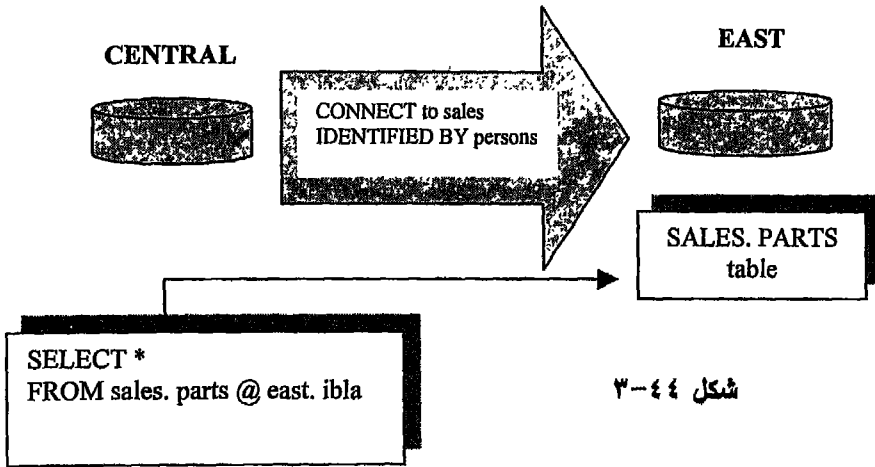 CENTRAL
EAST
CONNECT to sales
IDENTIFIED BY persons
SALES. PARTS
table
SELECT *
FROM sales. parts @ east. ibla
شكل ٤٤-٣